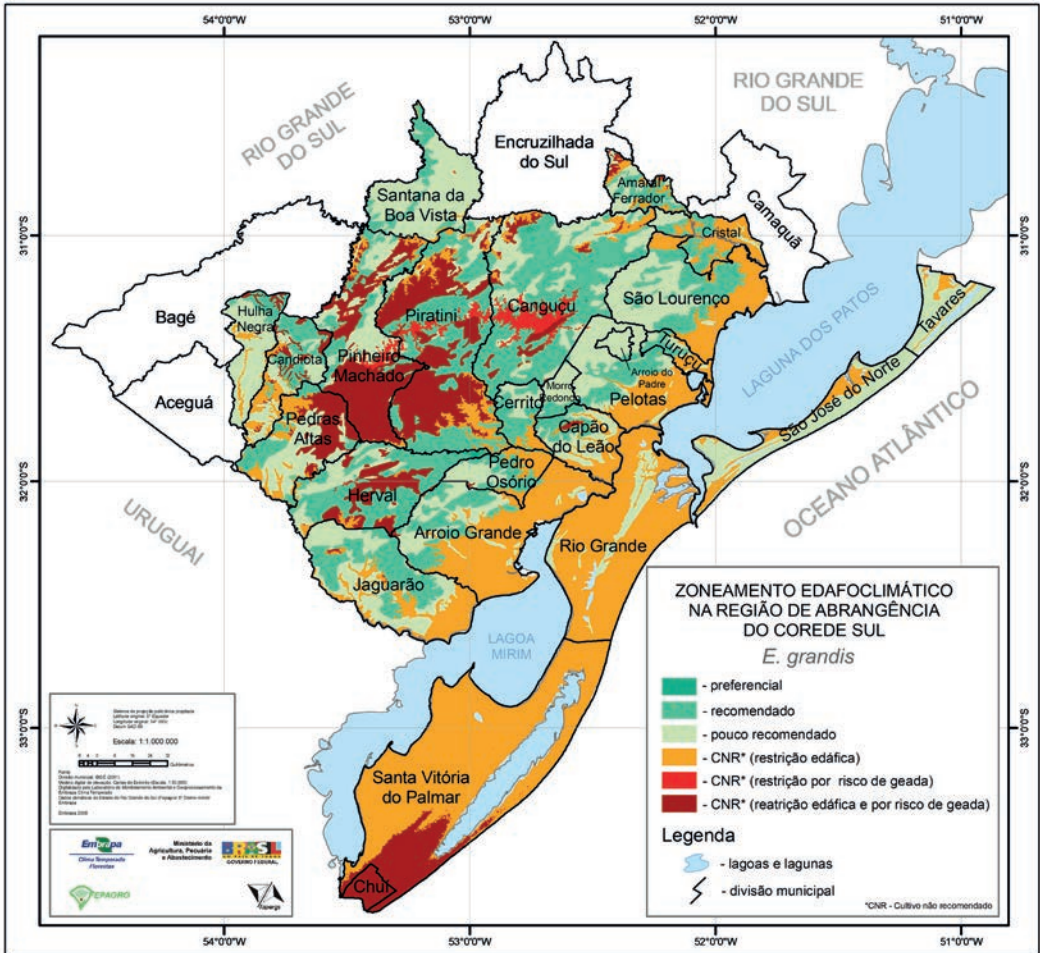 54°0'0"W
53°0'0"W
52°0'0"W
51°0'0"W
RIO GRANDE
DO SUL
RIO GRANDE
DO SUL
Encruzilhada
do Sul
Santana da
Boa Vista
Amaral
Ferrador
Camaquã
31°0'0"S
31°0'0"S
Cristal
São Lourenço
Bagé
Hulha
Negra
Piratini
Canguçu
Tavares
Candiota
Pinheiro
Machado
Turuçu
LAGUNA DOS PATOS
Arroio do
Padre
Aceguá
Cerrito
Morro
Redondo
Pelotas
São José do Norte
Pedras
Altas
Capão
do Leão
OCEANO ATLÂNTICO
32°0'0"S
32°0'0"S
Pedro
Osório
Herval
URUGUAI
Arroio Grande
Rio Grande
Jaguarão
LAGOA
MIRIM
33°0'0"S
33°0'0"S
Santa Vitória
do Palmar
Chuí
ZONEAMENTO EDAFOCLIMÁTICO
NA REGIÃO DE ABRANGÊNCIA
DO COREDE SUL
E. grandis
- preferencial
- recomendado
- pouco recomendado
- CNR* (restrição edáfica)
- CNR* (restrição por risco de geada)
- CNR* (reatrição edáfica e por risco de geada)
Legenda
- lagoas e lagunas
- divisão municipal
*CNR - Cultivo não recomendado
Escala: 1:1.000.000
Embrapa
Clima Temperado
Florestas
Ministério da
Agricultura, Pecuária
e Abastecimento
BRASIL
GOVERNO FEDERAL
FEPAGRO
54°0'0"W
53°0'0"W
52°0'0"W
51°0'0"W